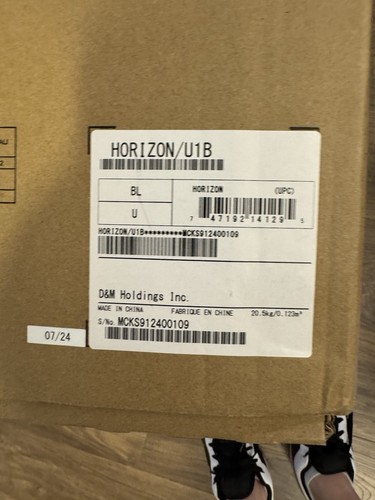 HORIZON/U1B
BL
HORIZON (UPC)
U
7 47192 14129 5
HORIZON/U1B*********MCKS912400109
D&M Holdings Inc.
MADE IN CHINA FABRIQUE EN CHINE 20.5kg/0.123m³
S/No. MCKS912400109
07/24